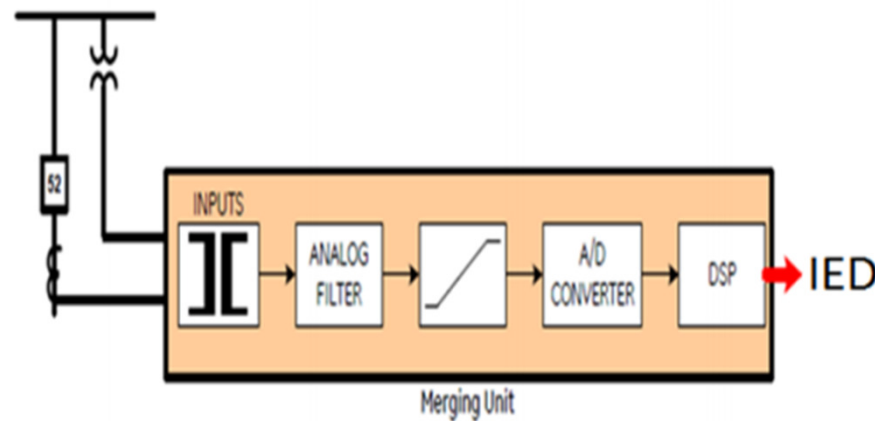 52
INPUTS
ANALOG
FILTER
A/D
CONVERTER
DSP
IED
Merging Unit